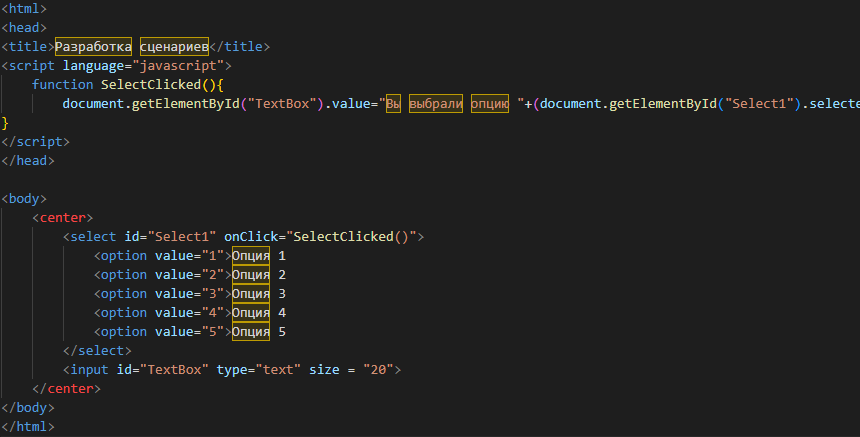 <html>
<head>
<title>Разработка сценариев</title>
<script language="javascript">
function SelectClicked(){
document.getElementById("TextBox").value="Вы выбрали опцию "+(document.getElementById("Select1").selecte
}
</script>
</head>
<body>
<center>
<select id="Select1" onClick="SelectClicked()">
<option value="1">Опция 1
<option value="2">Опция 2
<option value="3">Опция 3
<option value="4">Опция 4
<option value="5">Опция 5
</select>
<input id="TextBox" type="text" size = "20">
</center>
</body>
</html>